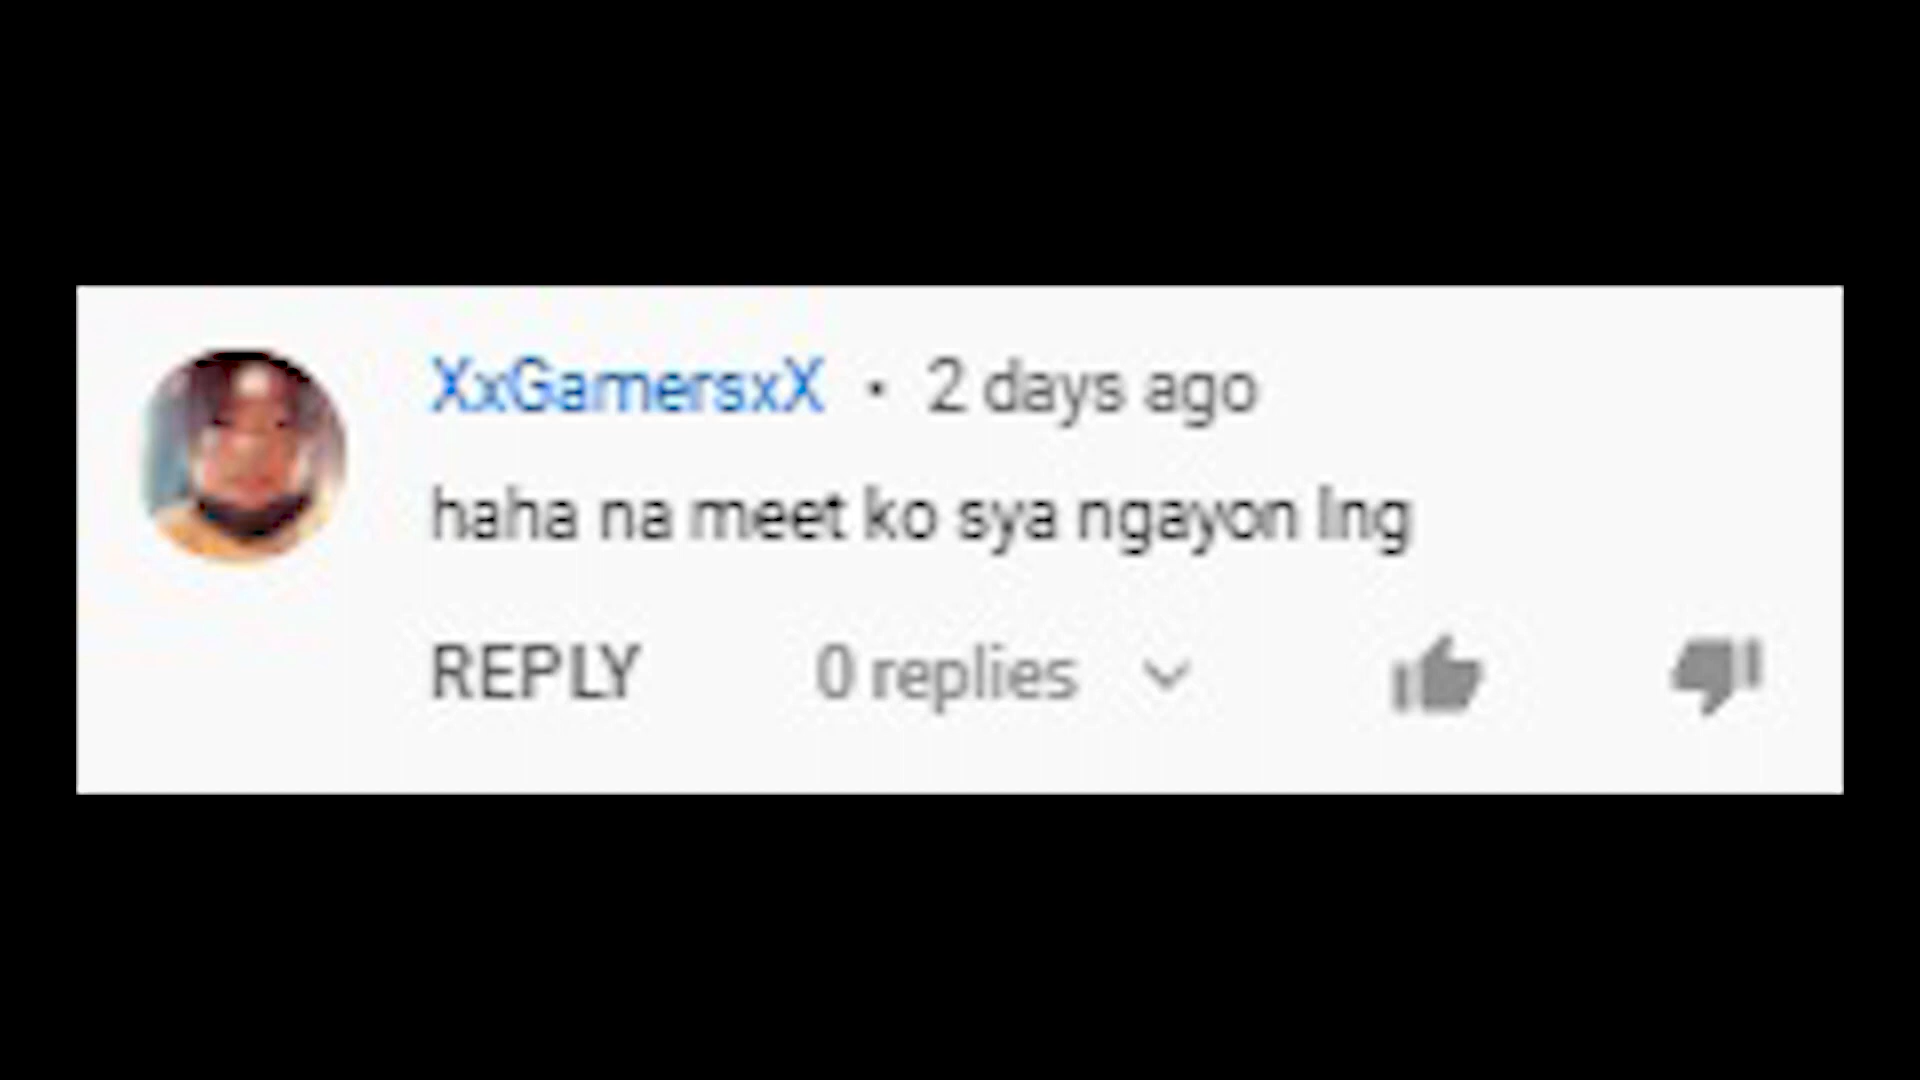 XxGamersxX • 2 days ago
haha na meet ko sya ngayon lng
REPLY 0 replies